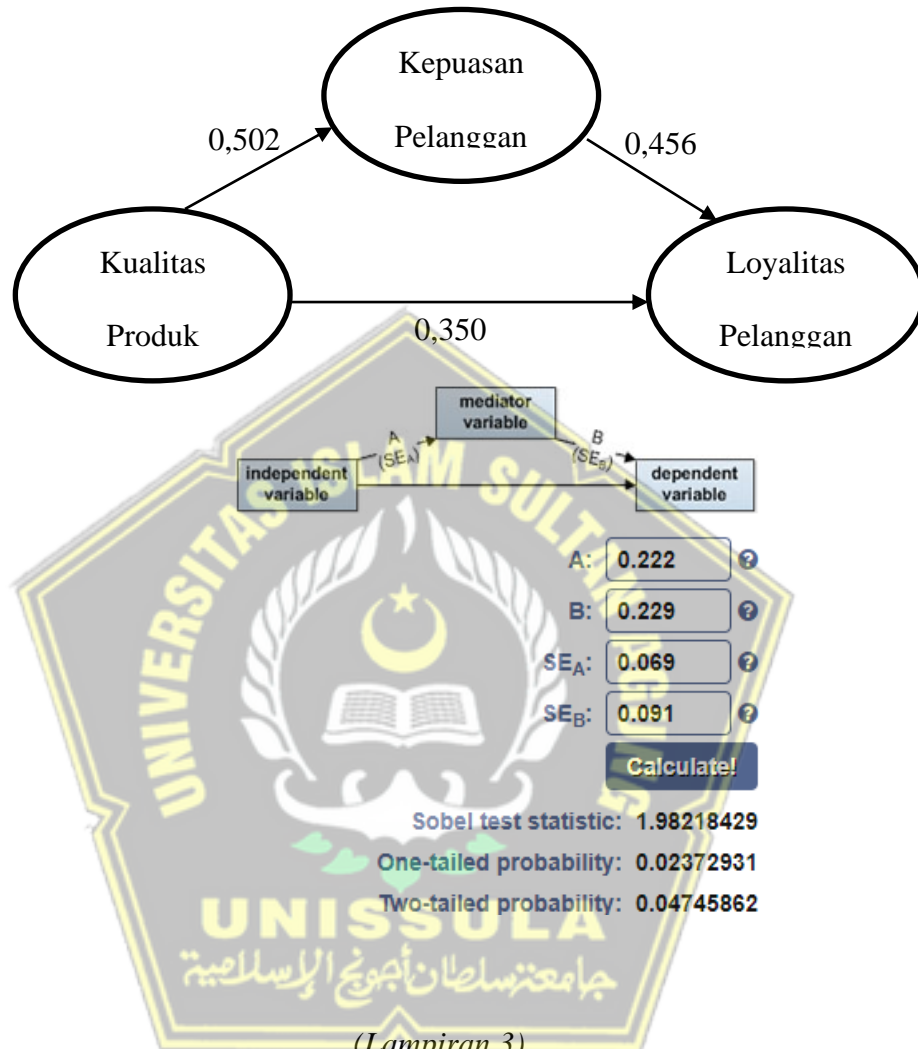 Kepuasan
Pelanggan
0,502
0,456
Kualitas
Produk
Loyalitas
Pelanggan
0,350
mediator
variable
A
(SEA)
B
(SEB)
independent
variable
dependent
variable
A: 0.222
B: 0.229
SEA: 0.069
SEB: 0.091
Calculate!
Sobel test statistic: 1.98218429
One-tailed probability: 0.02372931
Two-tailed probability: 0.04745862
UNIVERSITAS ISLAM SULTAN AGUNG
UNISSULA
جامعة سلطان أجونج الإسلامية
(Lampiran 3)